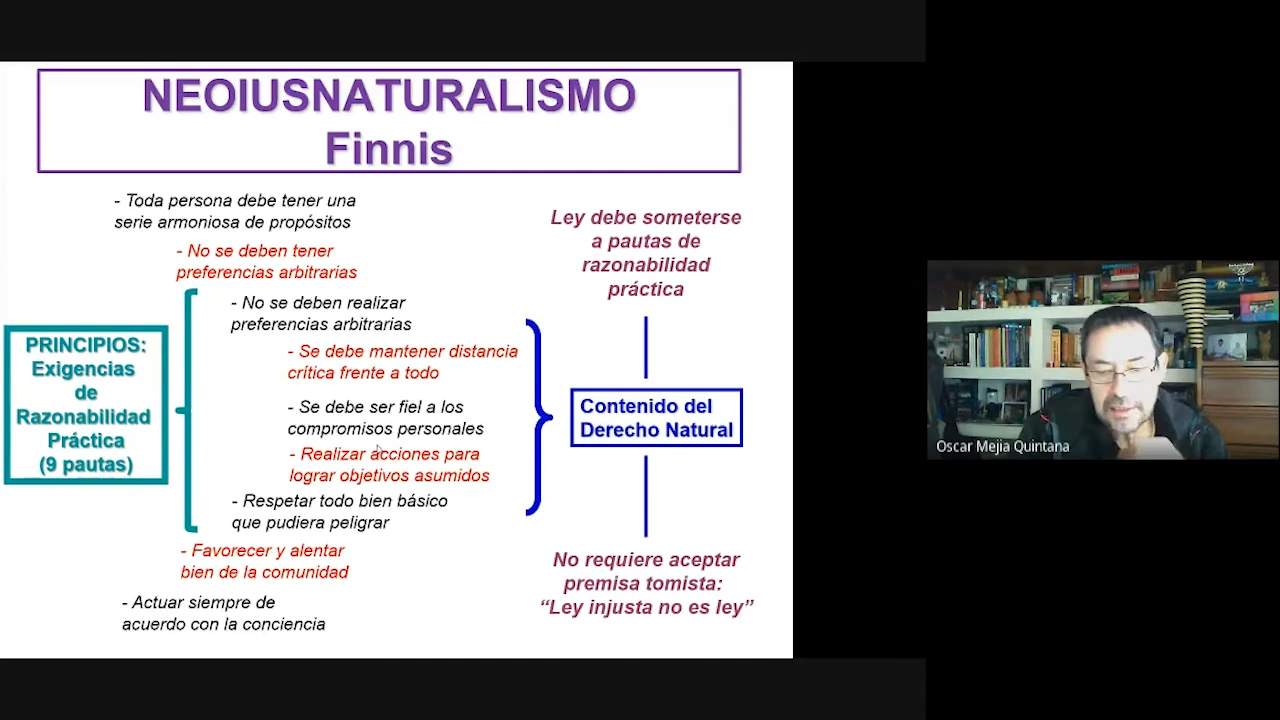 NEOIUSNATURALISMO
Finnis
- Toda persona debe tener una
serie armoniosa de propósitos
- No se deben tener
preferencias arbitrarias
- No se deben realizar
preferencias arbitrarias
- Se debe mantener distancia
crítica frente a todo
- Se debe ser fiel a los
compromisos personales
- Realizar acciones para
lograr objetivos asumidos
- Respetar todo bien básico
que pudiera peligrar
- Favorecer y alentar
bien de la comunidad
- Actuar siempre de
acuerdo con la conciencia
PRINCIPIOS:
Exigencias
de
Razonabilidad
Práctica
(9 pautas)
Ley debe someterse
a pautas de
razonabilidad
práctica
Contenido del
Derecho Natural
No requiere aceptar
premisa tomista:
“Ley injusta no es ley”
Oscar Mejia Quintana